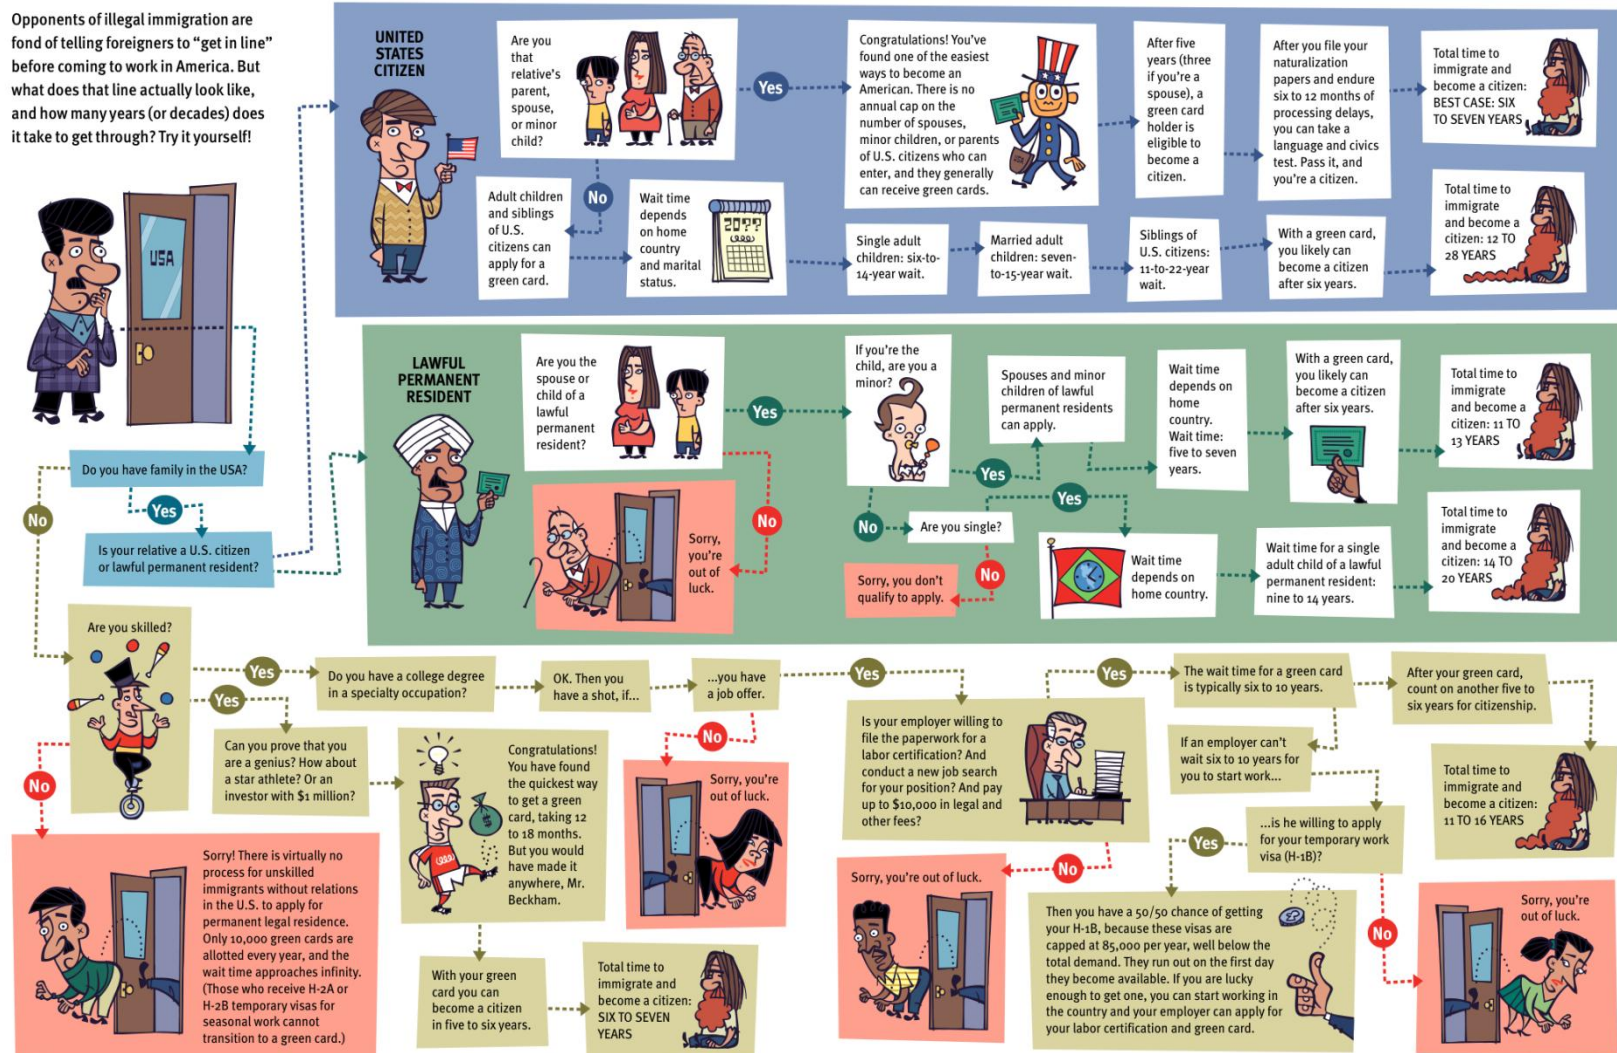 Opponents of illegal immigration are
fond of telling foreigners to “get in line”
before coming to work in America. But
what does that line actually look like,
and how many years (or decades) does
it take to get through? Try it yourself!
USA
Do you have family in the USA?
Yes
No
Is your relative a U.S. citizen
or lawful permanent resident?
UNITED
STATES
CITIZEN
Are you
that
relative’s
parent,
spouse,
or minor
child?
Yes
Congratulations! You’ve
found one of the easiest
ways to become an
American. There is no
annual cap on the
number of spouses,
minor children, or parents
of U.S. citizens who can
enter, and they generally
can receive green cards.
After five
years (three
if you’re a
spouse), a
green card
holder is
eligible to
become a
citizen.
After you file your
naturalization
papers and endure
six to 12 months of
processing delays,
you can take a
language and civics
test. Pass it, and
you’re a citizen.
Total time to
immigrate and
become a citizen:
BEST CASE: SIX
TO SEVEN YEARS
No
Adult children
and siblings
of U.S.
citizens can
apply for a
green card.
Wait time
depends
on home
country
and marital
status.
20??
Single adult
children: six-to-
14-year wait.
Married adult
children: seven-
to-15-year wait.
Siblings of
U.S. citizens:
11-to-22-year
wait.
With a green card,
you likely can
become a citizen
after six years.
Total time to
immigrate
and become a
citizen: 12 TO
28 YEARS
LAWFUL
PERMANENT
RESIDENT
Are you the
spouse or
child of a
lawful
permanent
resident?
Yes
No
Sorry,
you’re
out of
luck.
If you’re the
child, are you a
minor?
Yes
Spouses and minor
children of lawful
permanent residents
can apply.
Wait time
depends on
home
country.
Wait time:
five to seven
years.
With a green card,
you likely can
become a citizen
after six years.
Total time to
immigrate
and become a
citizen: 11 TO
13 YEARS
No
Are you single?
Yes
No
Sorry, you don’t
qualify to apply.
Wait time
depends on
home country.
Wait time for a single
adult child of a lawful
permanent resident:
nine to 14 years.
Total time to
immigrate
and become a
citizen: 14 TO
20 YEARS
Are you skilled?
Yes
Do you have a college degree
in a specialty occupation?
OK. Then you
have a shot, if...
...you have
a job offer.
Yes
No
Sorry, you’re
out of luck.
Yes
Can you prove that you
are a genius? How about
a star athlete? Or an
investor with $1 million?
Congratulations!
You have found
the quickest way
to get a green
card, taking 12
to 18 months.
But you would
have made it
anywhere, Mr.
Beckham.
With your green
card you can
become a citizen
in five to six years.
Total time to
immigrate and
become a citizen:
SIX TO SEVEN
YEARS
No
Sorry! There is virtually no
process for unskilled
immigrants without relations
in the U.S. to apply for
permanent legal residence.
Only 10,000 green cards are
allotted every year, and the
wait time approaches infinity.
(Those who receive H-2A or
H-2B temporary visas for
seasonal work cannot
transition to a green card.)
Is your employer willing to
file the paperwork for a
labor certification? And
conduct a new job search
for your position? And pay
up to $10,000 in legal and
other fees?
Yes
The wait time for a green card
is typically six to 10 years.
After your green card,
count on another five to
six years for citizenship.
Total time to
immigrate and
become a citizen:
11 TO 16 YEARS
No
Sorry, you’re out of luck.
If an employer can’t
wait six to 10 years for
you to start work...
...is he willing to apply
for your temporary work
visa (H-1B)?
Yes
Then you have a 50/50 chance of getting
your H-1B, because these visas are
capped at 85,000 per year, well below the
total demand. They run out on the first day
they become available. If you are lucky
enough to get one, you can start working in
the country and your employer can apply for
your labor certification and green card.
No
Sorry, you’re
out of luck.